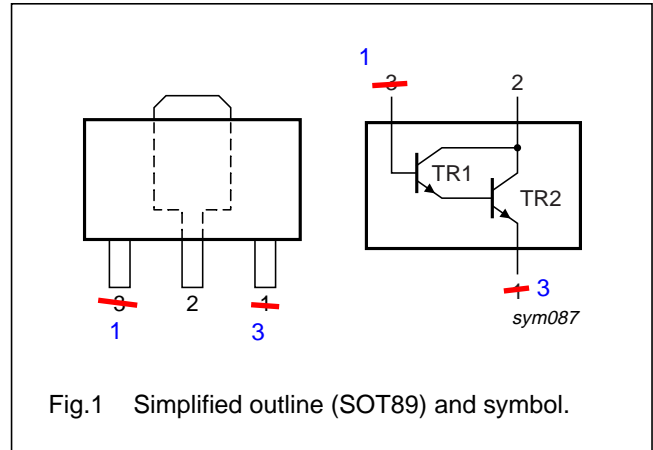 1
3 2
TR1
TR2
3 2 1
1 3
1 3
sym087
Fig.1 Simplified outline (SOT89) and symbol.